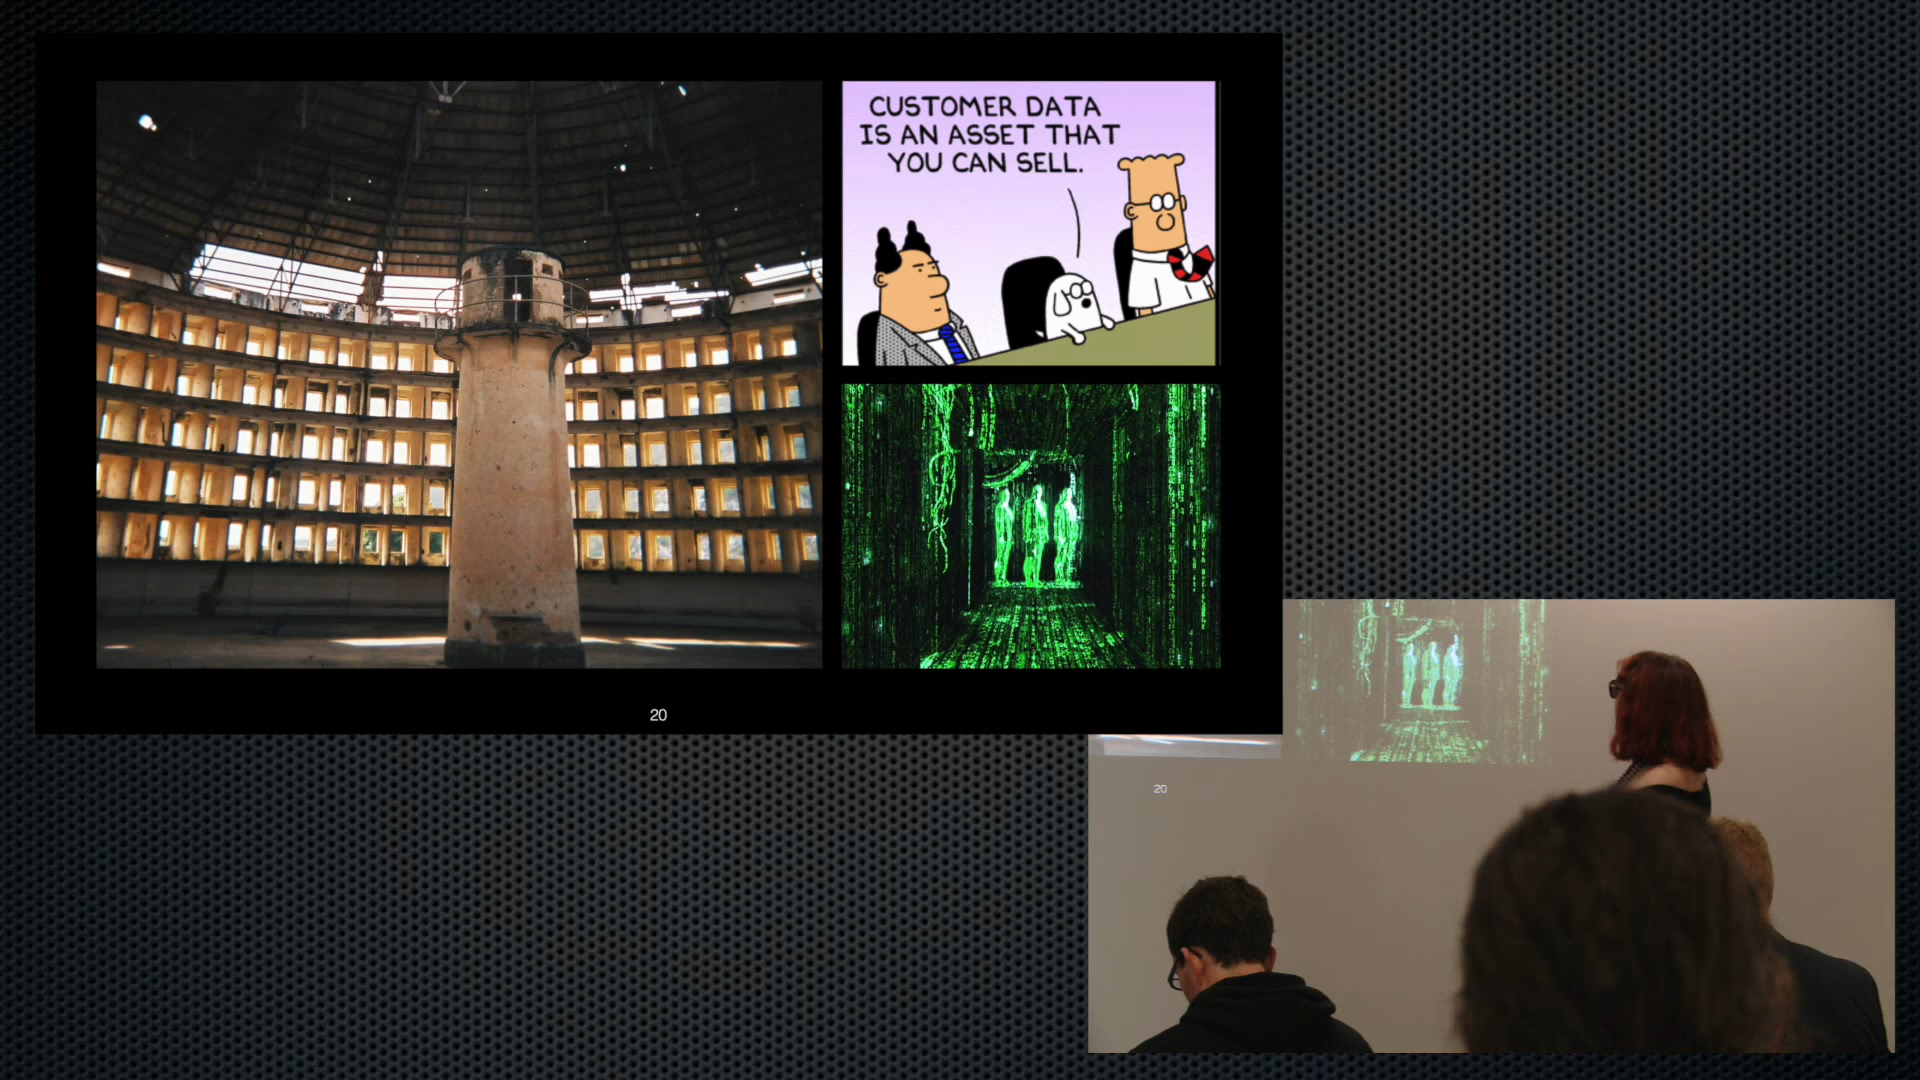 CUSTOMER DATA
IS AN ASSET THAT
YOU CAN SELL.
20
20